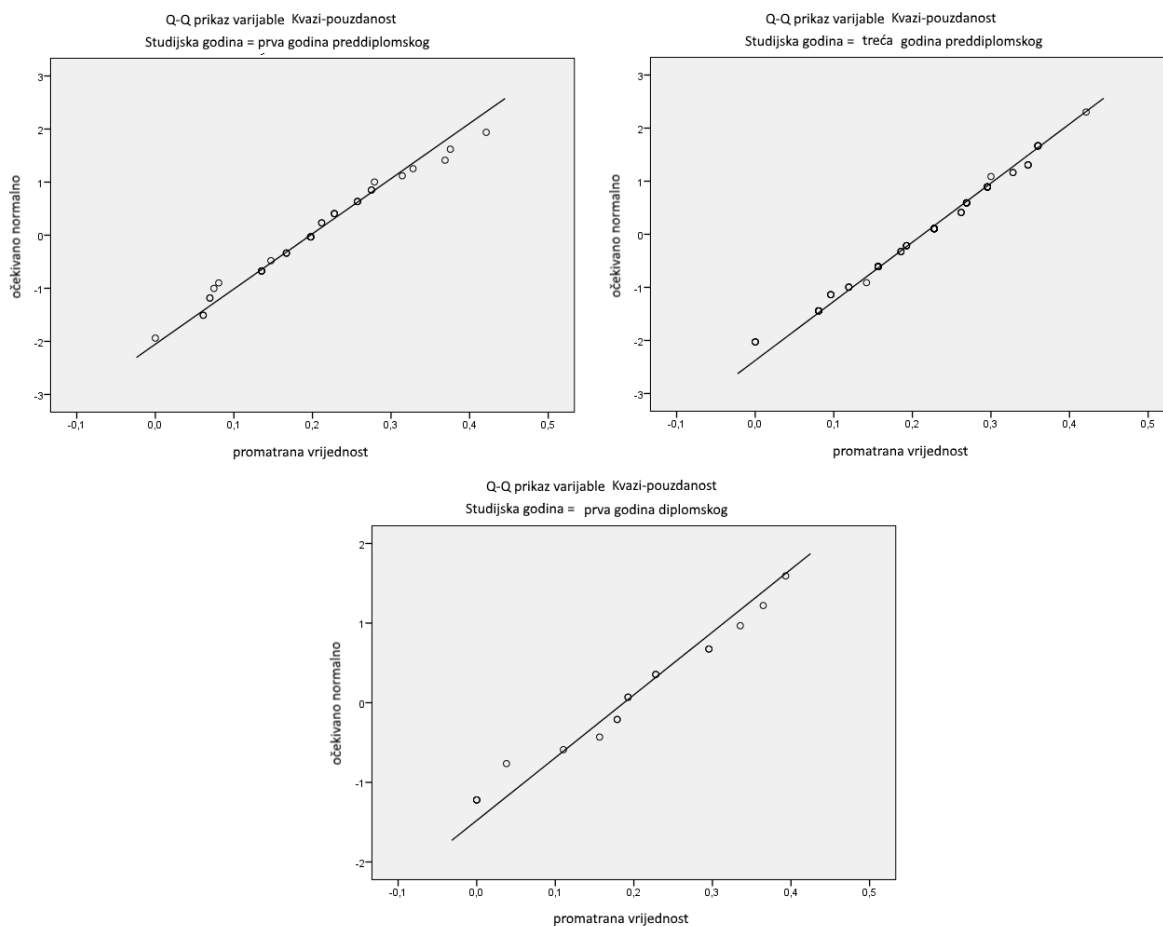 Q-Q prikaz varijable Kvazi-pouzdanost
Studijska godina = prva godina preddiplomskog
3
2
1
0
-1
-2
-3
očekivano normalno
-0,1 0,0 0,1 0,2 0,3 0,4 0,5
promatrana vrijednost
Q-Q prikaz varijable Kvazi-pouzdanost
Studijska godina = treća godina preddiplomskog
3
2
1
0
-1
-2
-3
očekivano normalno
-0,1 0,0 0,1 0,2 0,3 0,4 0,5
promatrana vrijednost
Q-Q prikaz varijable Kvazi-pouzdanost
Studijska godina = prva godina diplomskog
2
1
0
-1
-2
očekivano normalno
-0,1 0,0 0,1 0,2 0,3 0,4 0,5
promatrana vrijednost